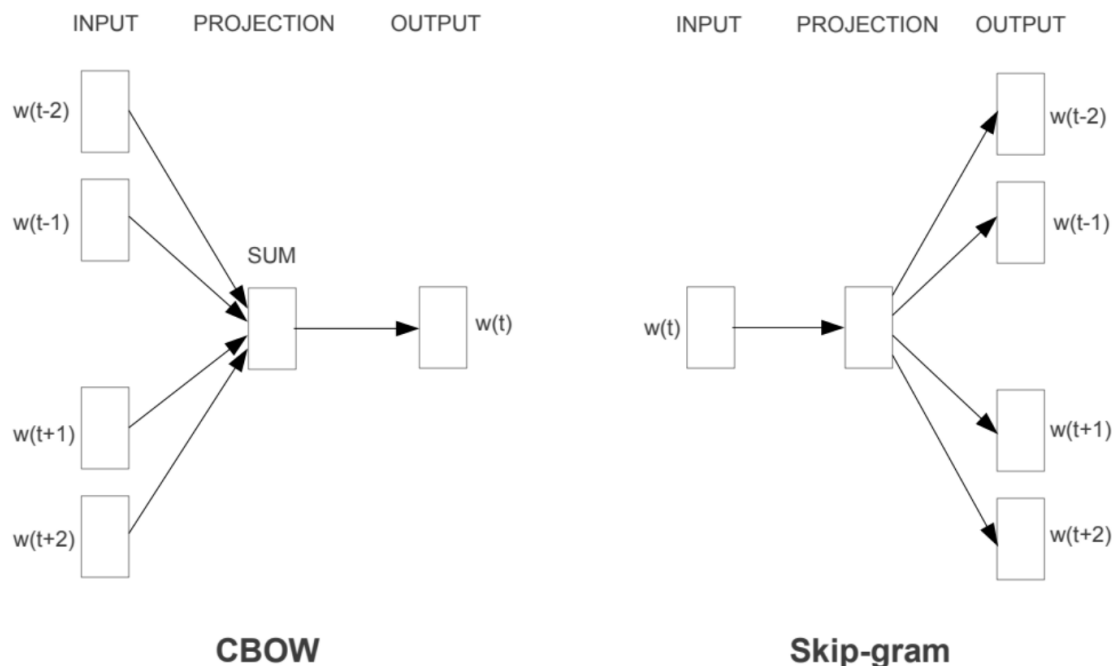 INPUT PROJECTION OUTPUT
w(t-2)
w(t-1)
SUM
w(t)
w(t+1)
w(t+2)
CBOW
INPUT PROJECTION OUTPUT
w(t-2)
w(t-1)
w(t)
w(t+1)
w(t+2)
Skip-gram